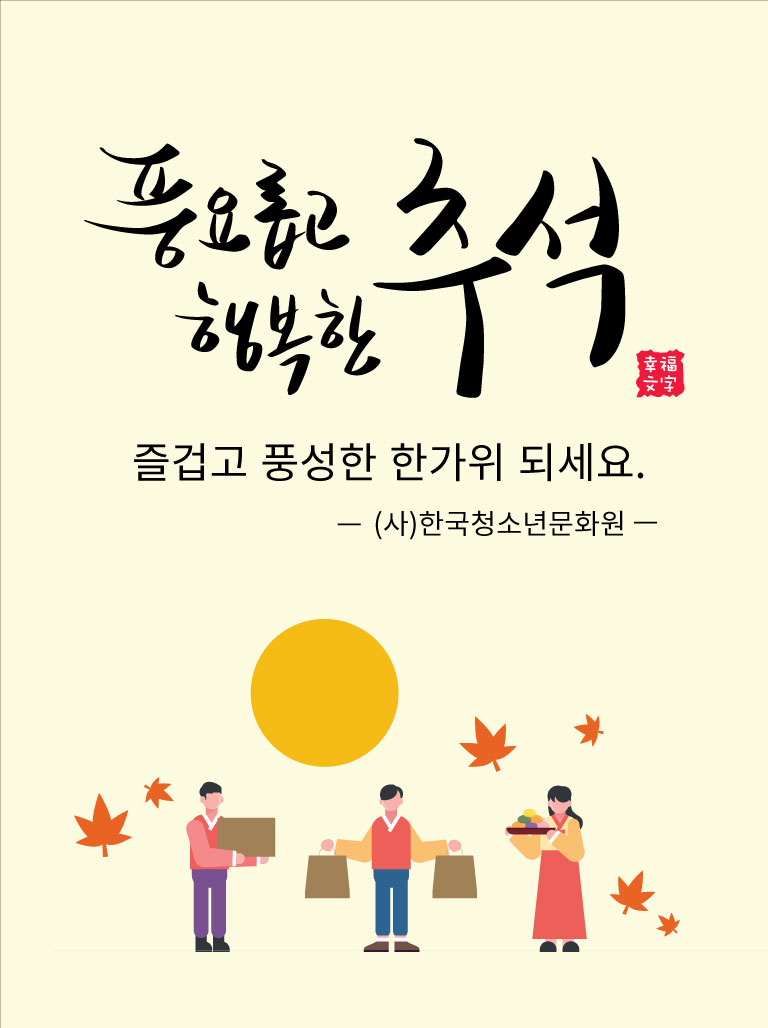 풍요롭고
행복한
추석
幸福
文字
즐겁고 풍성한 한가위 되세요.
— (사)한국청소년문화원 —